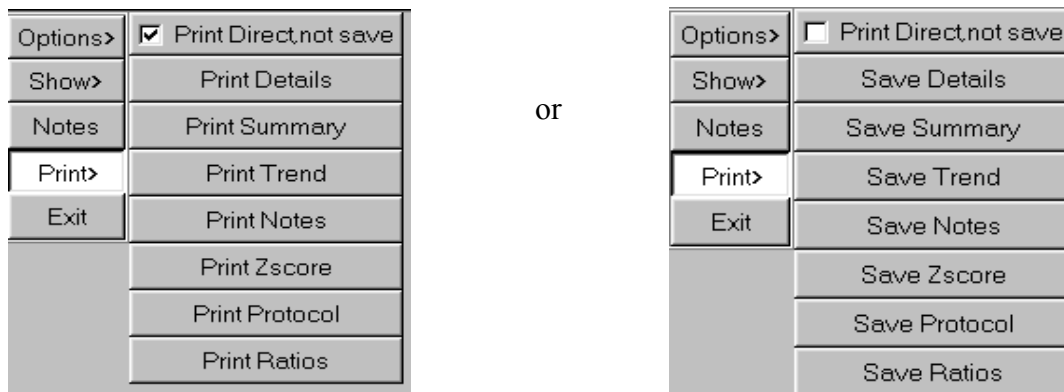 Options>
Show>
Notes
Print>
Exit
Print Direct,not save
Print Details
Print Summary
Print Trend
Print Notes
Print Zscore
Print Protocol
Print Ratios
or
Options>
Show>
Notes
Print>
Exit
Print Direct,not save
Save Details
Save Summary
Save Trend
Save Notes
Save Zscore
Save Protocol
Save Ratios